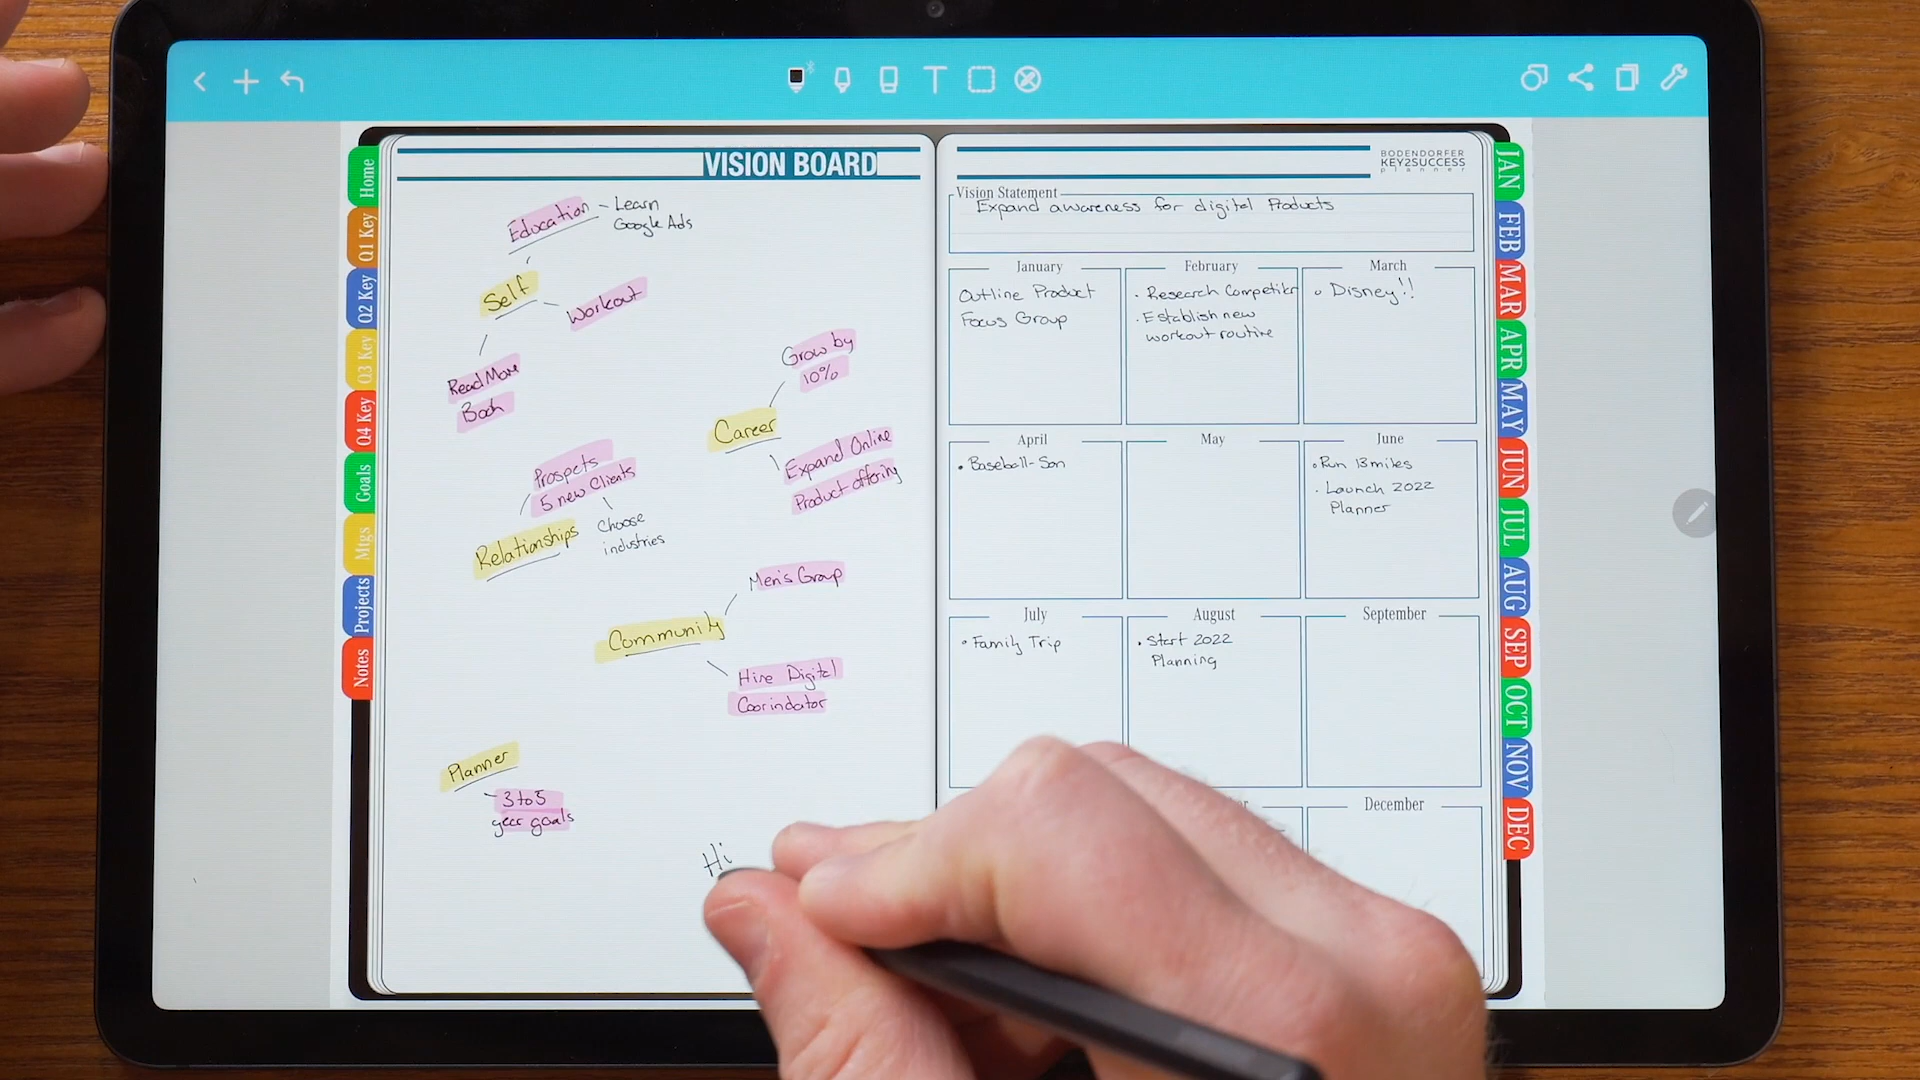 VISION BOARD
Education - Learn
Google Ads
Self
Workout
Read More
Book
Grow by
10%
Career
Expand Online
Product offering
Prospets
5 new Clients
Relationships
Choose
industries
Men's Group
Community
Hire Digital
Coorindator
Planner
3 to 5
year goals
Hi
Home
Q1 Key
Q2 Key
Q3 Key
Q4 Key
Goals
Mtgs
Projects
Notes
BODENDORFER
KEY2SUCCESS
planner
Vision Statement
Expand awareness for digital Products
January
Outline Product
Focus Group
February
• Research Competitor
• Establish new
workout routine
March
• Disney!!
April
• Baseball-Son
May
June
• Run 13 miles
• Launch 2022
Planner
July
• Family Trip
August
• Start 2022
Planning
September
December
JAN
FEB
MAR
APR
MAY
JUN
JUL
AUG
SEP
OCT
NOV
DEC